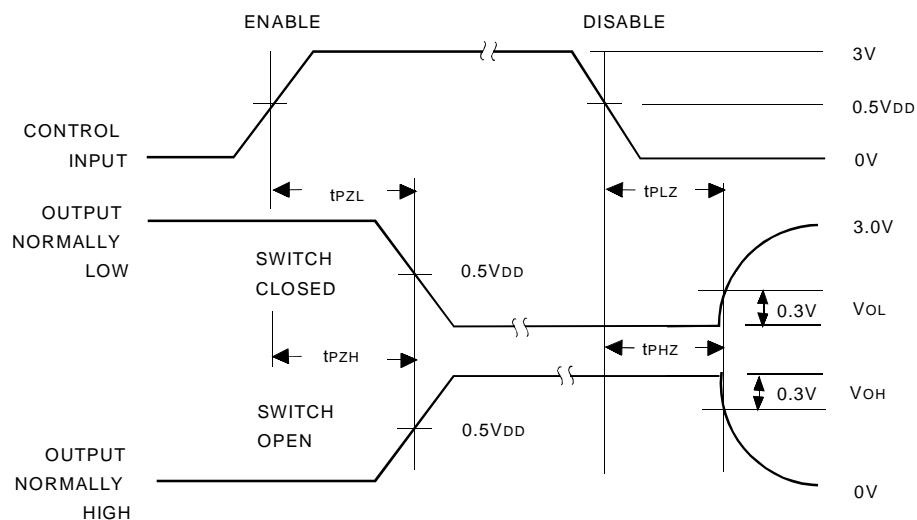 ENABLE
DISABLE
3V
0.5VDD
CONTROL
INPUT
0V
tPZL
tPLZ
OUTPUT
NORMALLY
LOW
3.0V
SWITCH
CLOSED
0.5VDD
0.3V
VOL
tPZH
tPHZ
0.3V
VOH
SWITCH
OPEN
0.5VDD
OUTPUT
NORMALLY
HIGH
0V